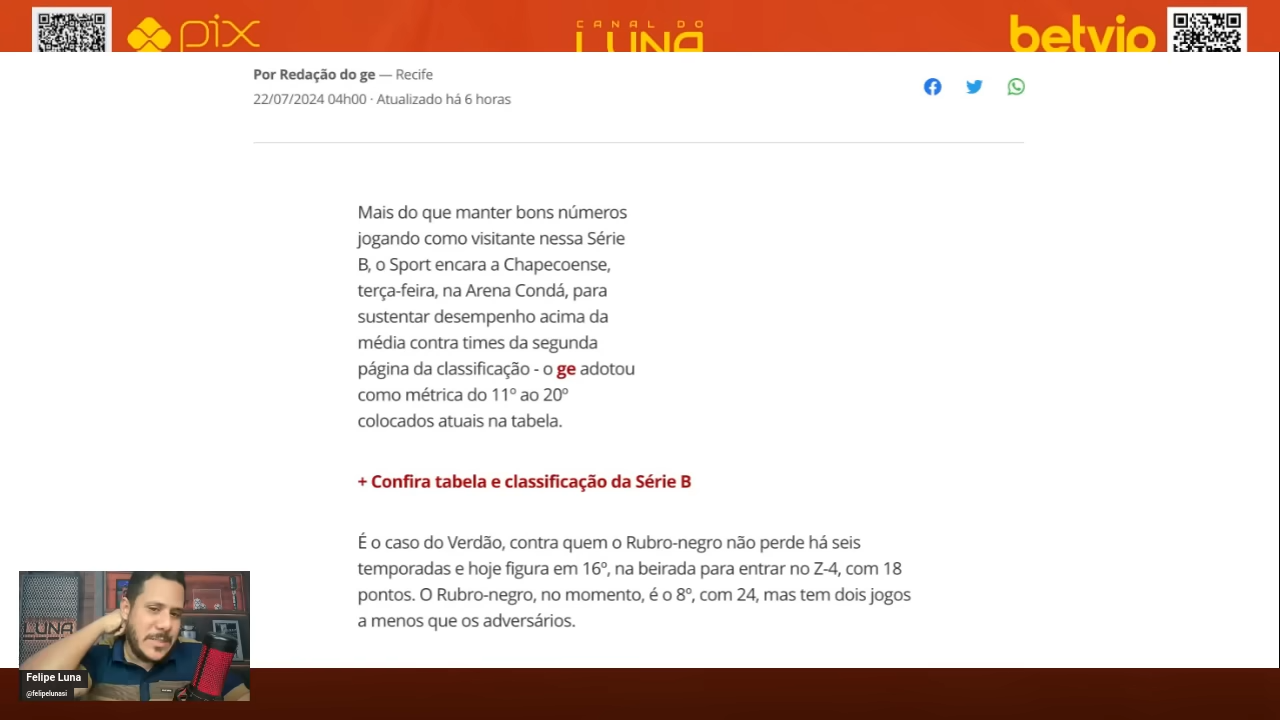 pix
CANAL DO
LUNA
betvip
Por Redação do ge — Recife
22/07/2024 04h00 · Atualizado há 6 horas
Mais do que manter bons números
jogando como visitante nessa Série
B, o Sport encara a Chapecoense,
terça-feira, na Arena Condá, para
sustentar desempenho acima da
média contra times da segunda
página da classificação - o ge adotou
como métrica do 11º ao 20º
colocados atuais na tabela.
+ Confira tabela e classificação da Série B
É o caso do Verdão, contra quem o Rubro-negro não perde há seis
temporadas e hoje figura em 16º, na beirada para entrar no Z-4, com 18
pontos. O Rubro-negro, no momento, é o 8º, com 24, mas tem dois jogos
a menos que os adversários.
LUNA
Felipe Luna
@felipelunasi